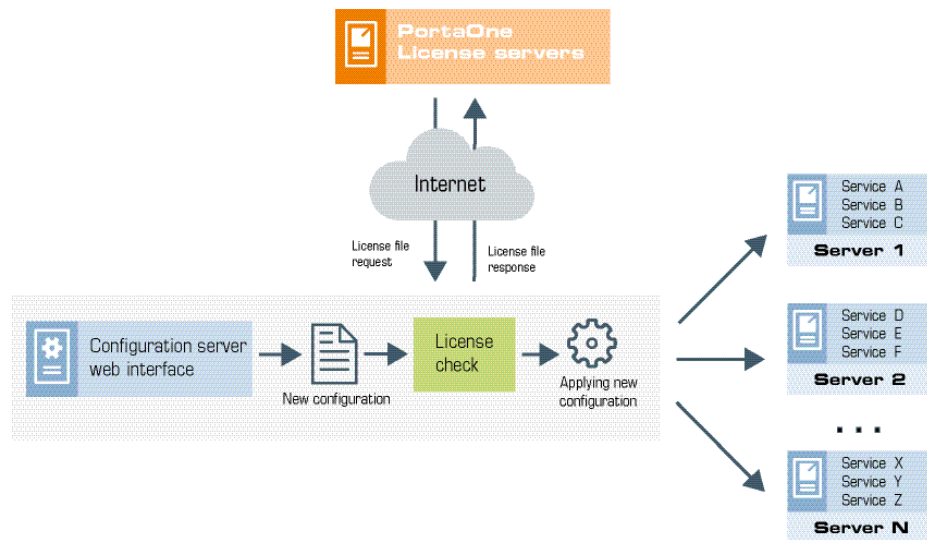 PortaOne
License servers
Internet
License file
request
License file
response
Service A
Service B
Service C
Server 1
Configuration server
web interface
New configuration
License
check
Applying new
configuration
Service D
Service E
Service F
Server 2
...
Service X
Service Y
Service Z
Server N